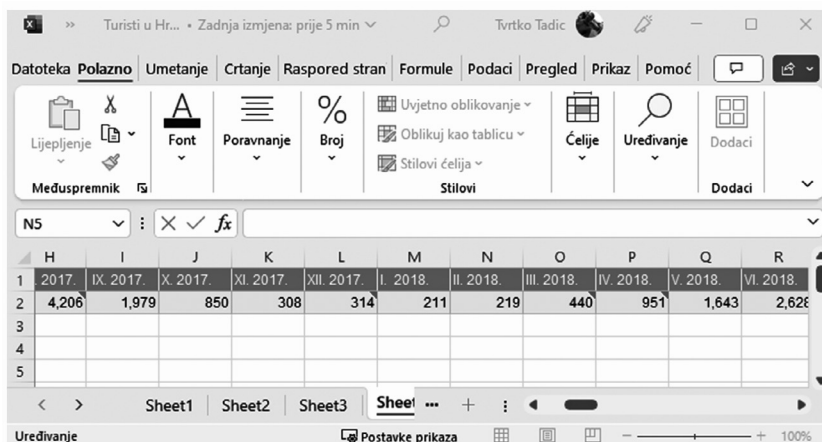 Turisti u Hr... • Zadnja izmjena: prije 5 min Tvrtko Tadic
Datoteka Polazno Umetanje Crtanje Raspored stran Formule Podaci Pregled Prikaz Pomoć
Lijepljenje Font Poravnanje Broj Uvjetno oblikovanje Oblikuj kao tablicu Stilovi ćelija Ćelije Uređivanje Dodaci
Međuspremnik Stilovi Dodaci
N5 fx
H I J K L M N O P Q R
1 . 2017. IX. 2017. X. 2017. XI. 2017. XII. 2017. I. 2018. II. 2018. III. 2018. IV. 2018. V. 2018. VI. 2018.
2 4,206 1,979 850 308 314 211 219 440 951 1,643 2,628
3
4
5
Sheet1 Sheet2 Sheet3 Sheet ...
Uređivanje Postavke prikaza 100%